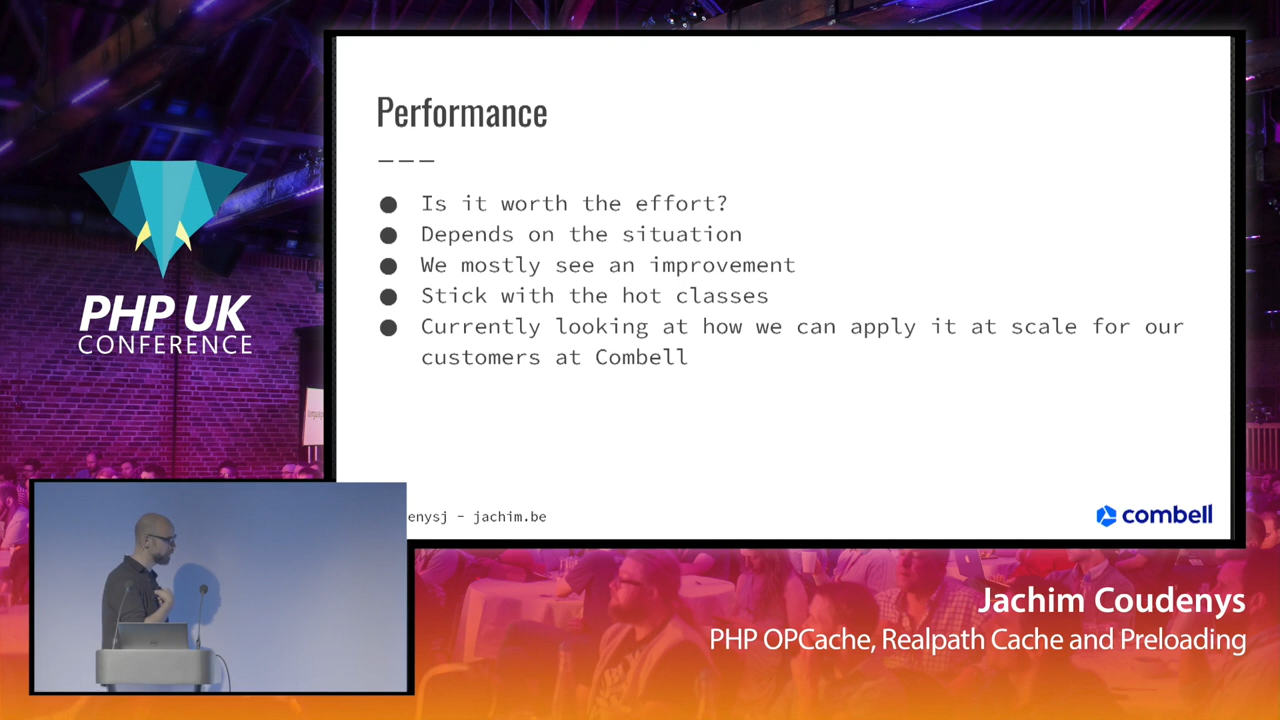 Performance
Is it worth the effort?
Depends on the situation
We mostly see an improvement
Stick with the hot classes
Currently looking at how we can apply it at scale for our
customers at Combell
enysj - jachim.be
combell
PHP UK
CONFERENCE
Jachim Coudenys
PHP OPCache, Realpath Cache and Preloading